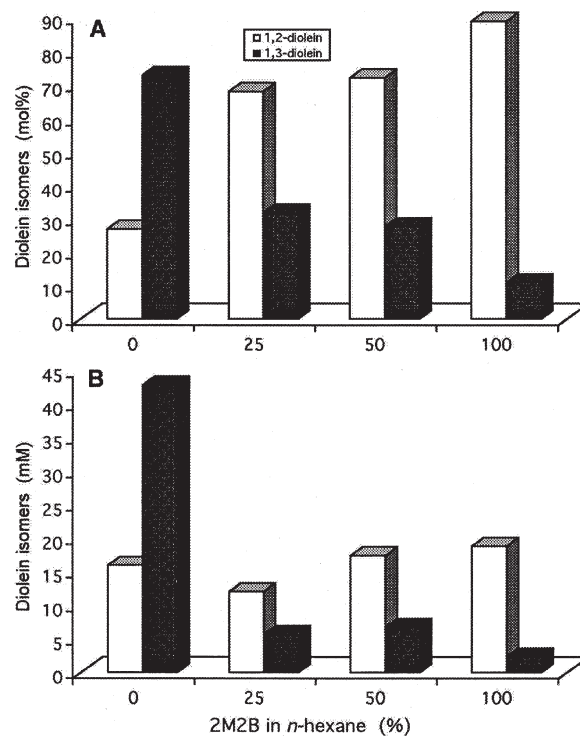 A
1,2-diolein
1,3-diolein
Diolein isomers (mol%)
90
80
70
60
50
40
30
20
10
0
0 25 50 100
B
Diolein isomers (mM)
45
40
35
30
25
20
15
10
5
0
0 25 50 100
2M2B in n-hexane (%)